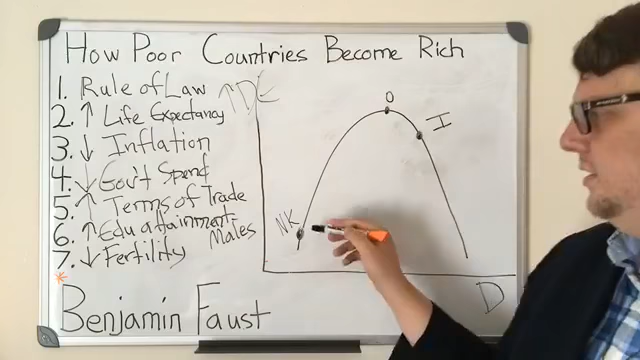 How Poor Countries Become Rich
1. Rule of Law
2. ↑ Life Expectancy
3. ↓ Inflation
4. ↓ Gov't Spend
5. ↑ Terms of Trade
6. ↑ Edu attainment Males
7. ↓ Fertility
*
Benjamin Faust
↑ DE
O
I
NK
D